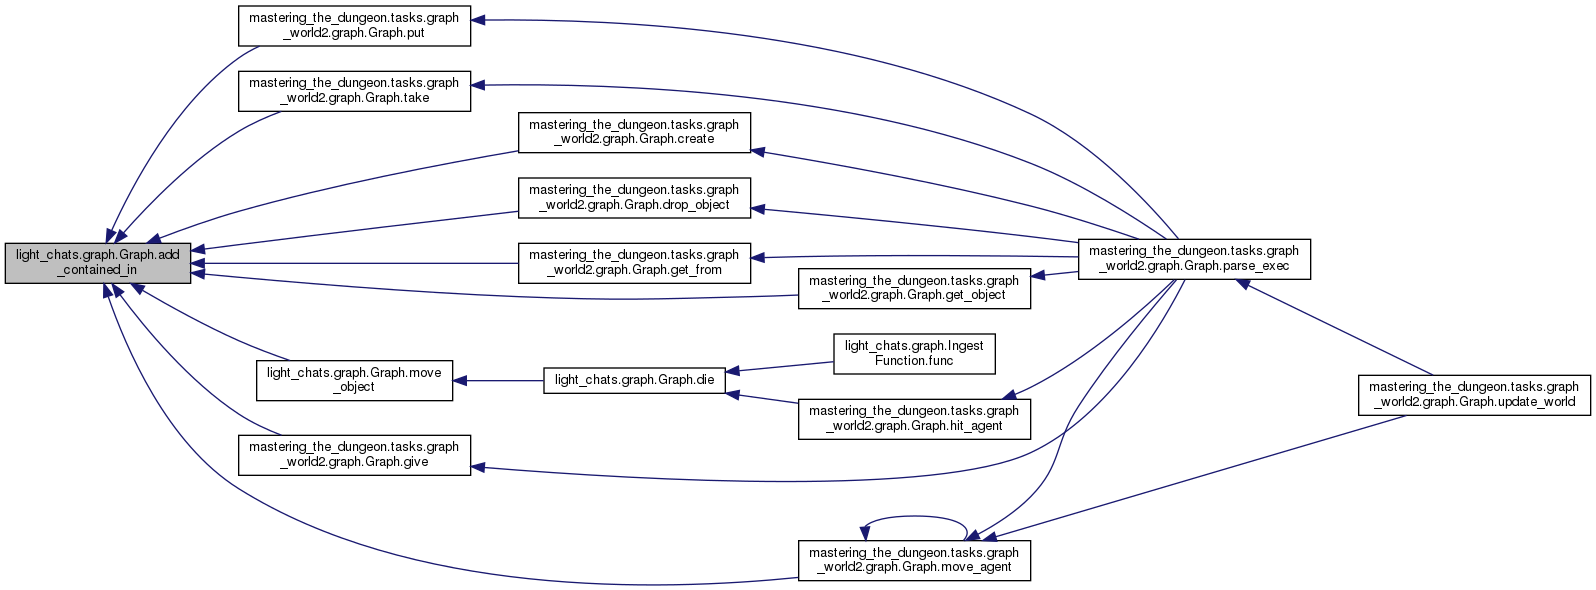 mastering_the_dungeon.tasks.graph
_world2.graph.Graph.put
mastering_the_dungeon.tasks.graph
_world2.graph.Graph.take
mastering_the_dungeon.tasks.graph
_world2.graph.Graph.create
mastering_the_dungeon.tasks.graph
_world2.graph.Graph.drop_object
light_chats.graph.Graph.add
_contained_in
mastering_the_dungeon.tasks.graph
_world2.graph.Graph.get_from
mastering_the_dungeon.tasks.graph
_world2.graph.Graph.parse_exec
mastering_the_dungeon.tasks.graph
_world2.graph.Graph.get_object
light_chats.graph.Ingest
Function.func
light_chats.graph.Graph.move
_object
light_chats.graph.Graph.die
mastering_the_dungeon.tasks.graph
_world2.graph.Graph.update_world
mastering_the_dungeon.tasks.graph
_world2.graph.Graph.hit_agent
mastering_the_dungeon.tasks.graph
_world2.graph.Graph.give
mastering_the_dungeon.tasks.graph
_world2.graph.Graph.move_agent